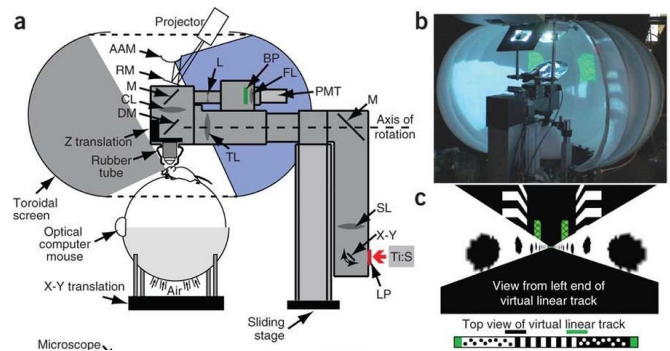 a
Projector
AAM
RM
M
CL
DM
Z translation
Rubber
tube
L
BP
FL
PMT
M
Axis of
rotation
TL
Toroidal
screen
Optical
computer
mouse
X-Y translation
Air
SL
X-Y
Ti:S
LP
Sliding
stage
Microscope
b
c
View from left end of
virtual linear track
Top view of virtual linear track